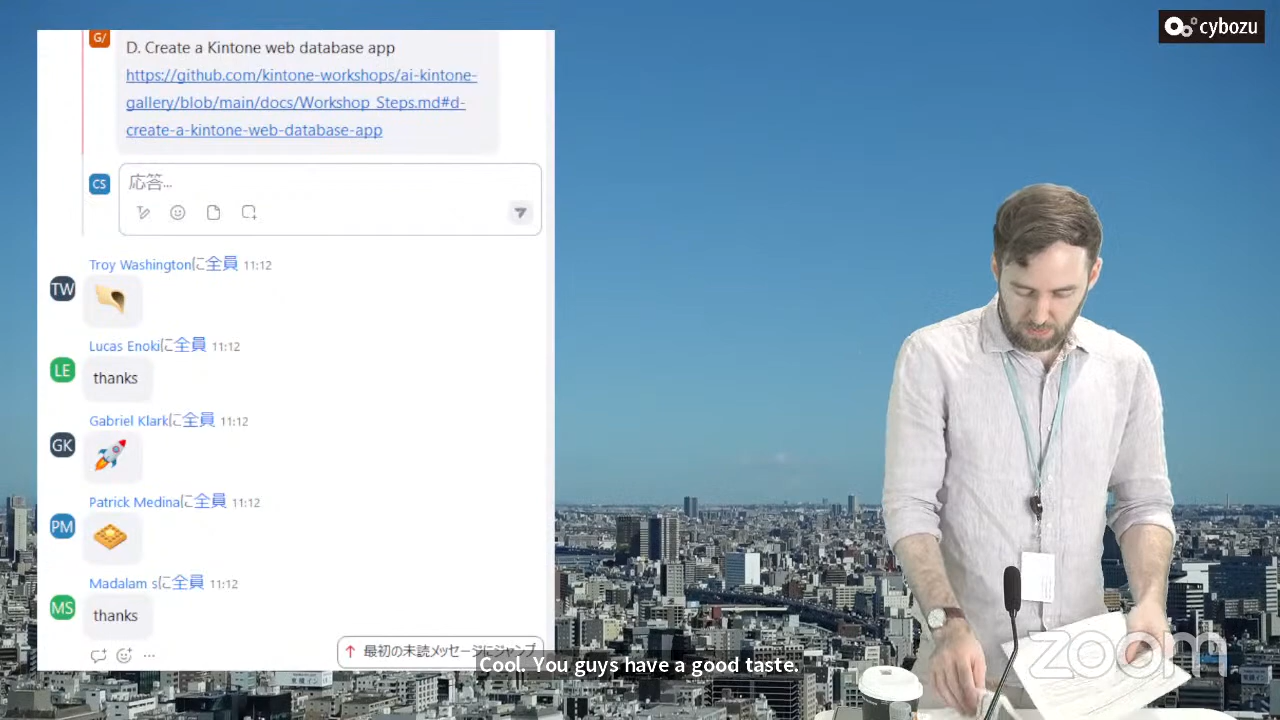 cybozu
G/
D. Create a Kintone web database app
https://github.com/kintone-workshops/ai-kintone-
gallery/blob/main/docs/Workshop_Steps.md#d-
create-a-kintone-web-database-app
CS
応答...
Troy Washingtonに全員 11:12
TW
Lucas Enokiに全員 11:12
LE
thanks
Gabriel Klarkに全員 11:12
GK
Patrick Medinaに全員 11:12
PM
Madalam sに全員 11:12
MS
thanks
最初の未読メッセージにジャンプ
Cool. You guys have a good taste.
zoom